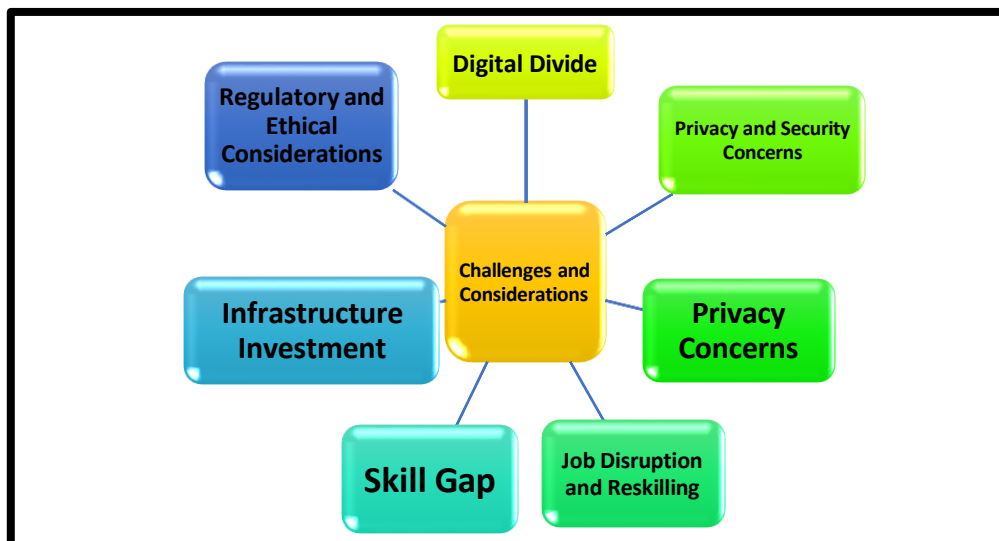 Digital Divide
Regulatory and
Ethical
Considerations
Privacy and Security
Concerns
Challenges and
Considerations
Infrastructure
Investment
Privacy
Concerns
Skill Gap
Job Disruption
and Reskilling